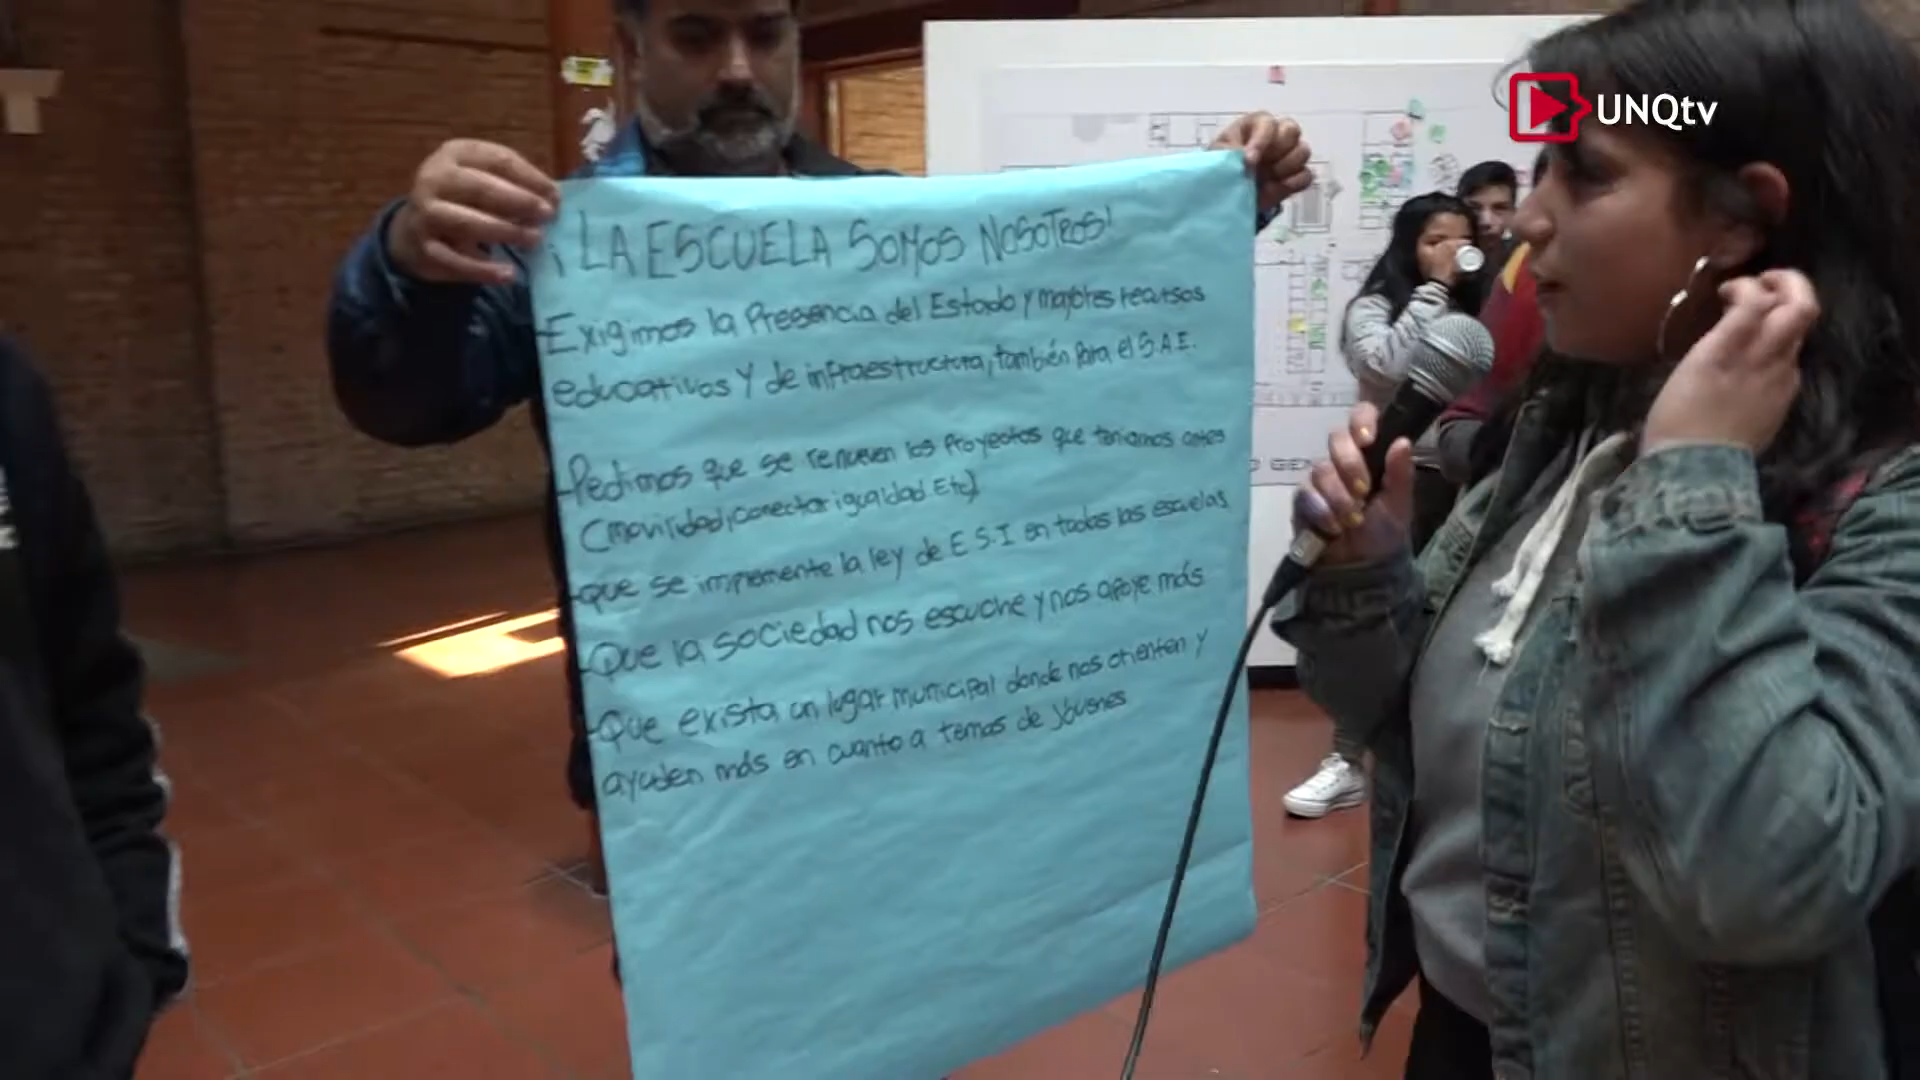 UNQtv
¡LA ESCUELA SOMOS NOSOTROS!
-Exigimos la Presencia del Estado y mayores recursos
educativos y de infraestructura, también Para el S.A.E.
-Pedimos que se renueven los Proyectos que teniamos antes
(movilidad, conectar igualdad Etc)
-que se implemente la ley de E S.I en todas las escuelas
-Que la sociedad nos escuche y nos apoye más
-Que exista un lugar municipal donde nos orienten y
ayuden más en cuanto a temas de jóvenes